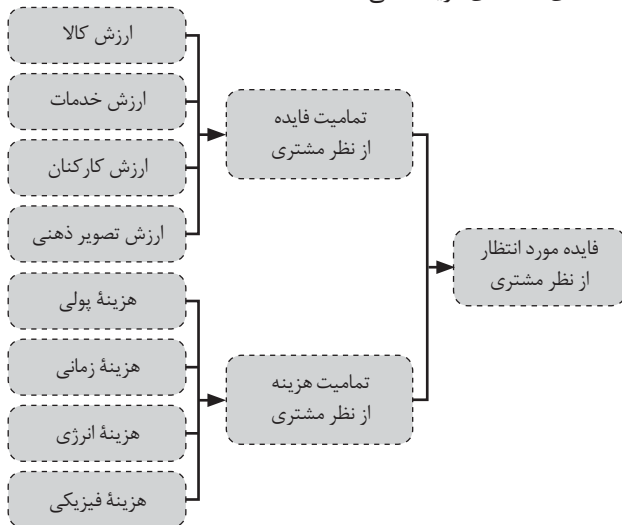 ارزش کالا
ارزش خدمات
ارزش کارکنان
ارزش تصویر ذهنی
تمامیت فایده
از نظر مشتری
فایده مورد انتظار
از نظر مشتری
هزینهٔ پولی
هزینهٔ زمانی
هزینهٔ انرژی
هزینهٔ فیزیکی
تمامیت هزینه
از نظر مشتری